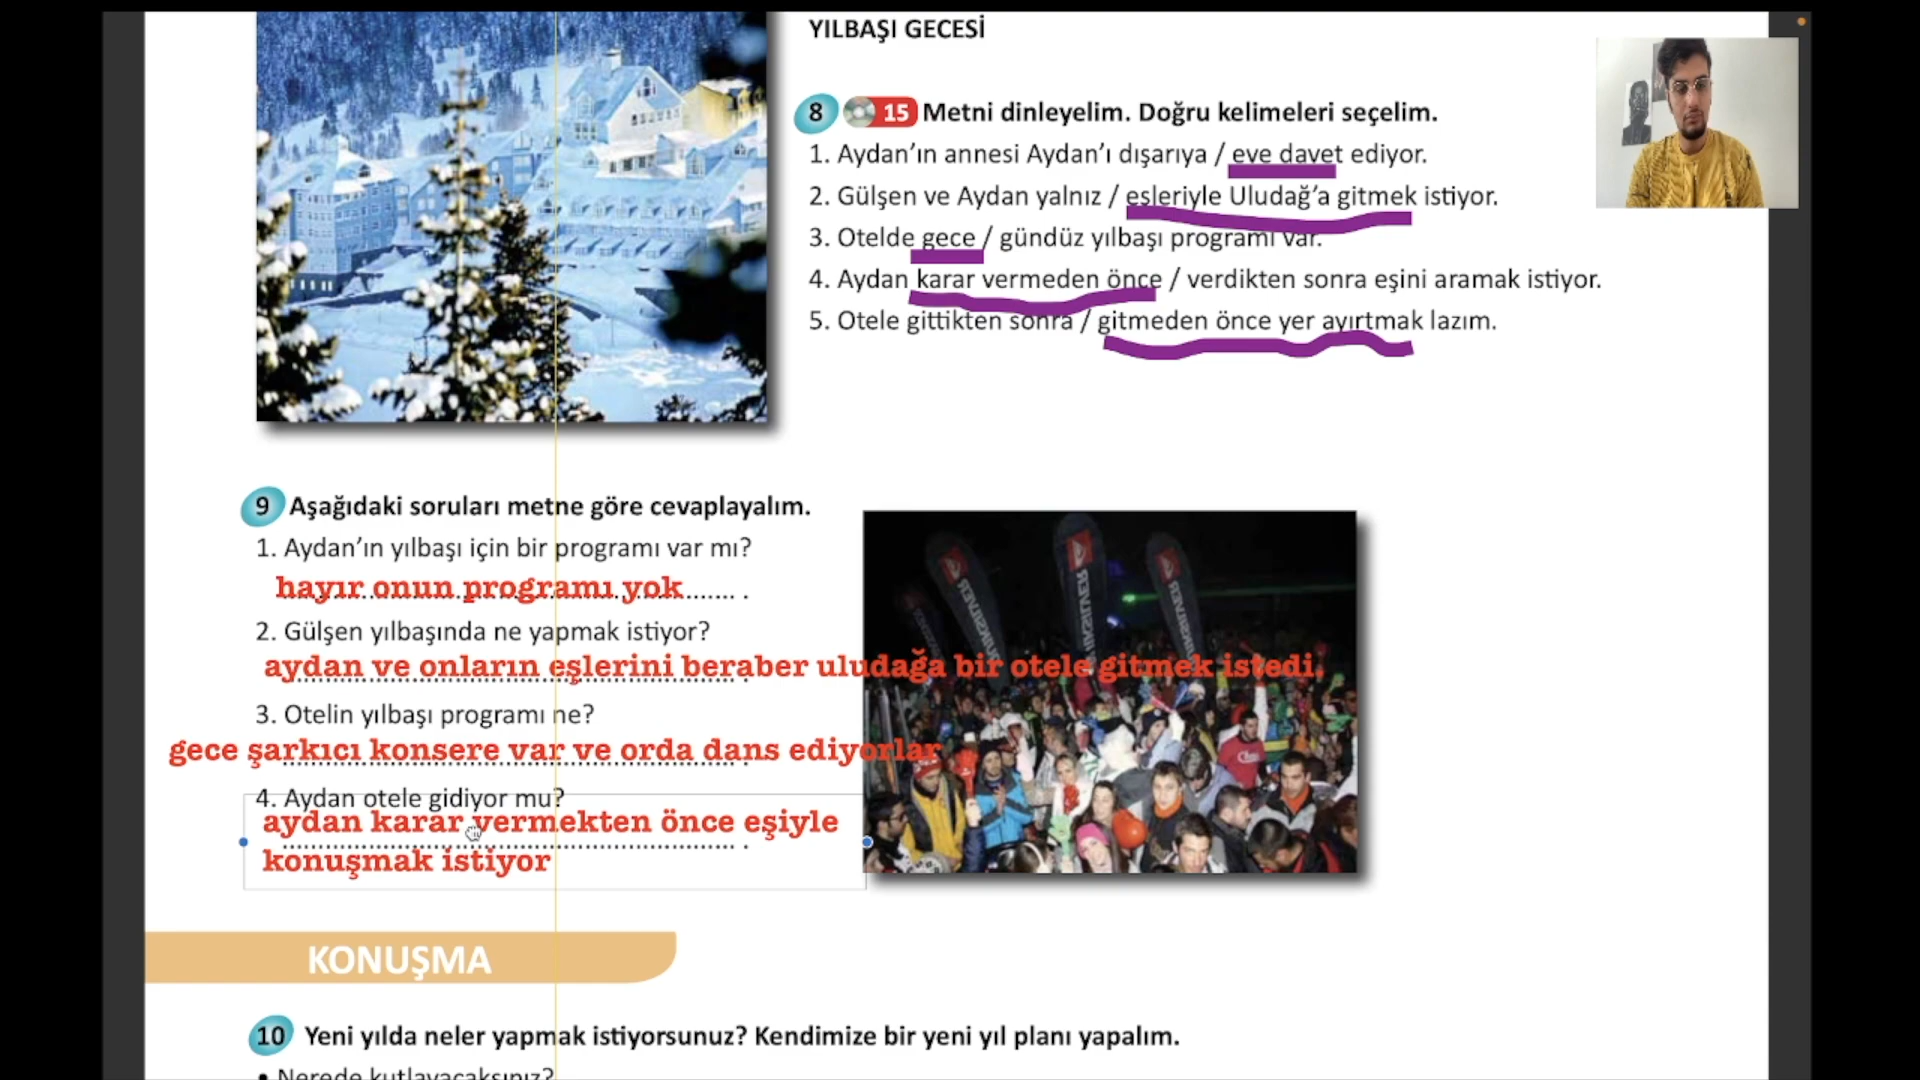 YILBAŞI GECESİ
8 15 Metni dinleyelim. Doğru kelimeleri seçelim.
1. Aydan’ın annesi Aydan’ı dışarıya / eve davet ediyor.
2. Gülşen ve Aydan yalnız / eşleriyle Uludağ’a gitmek istiyor.
3. Otelde gece / gündüz yılbaşı programı var.
4. Aydan karar vermeden önce / verdikten sonra eşini aramak istiyor.
5. Otele gittikten sonra / gitmeden önce yer ayırtmak lazım.
9 Aşağıdaki soruları metne göre cevaplayalım.
1. Aydan’ın yılbaşı için bir programı var mı?
hayır onun programı yok
2. Gülşen yılbaşında ne yapmak istiyor?
aydan ve onların eşlerini beraber uludağa bir otele gitmek istedi.
3. Otelin yılbaşı programı ne?
gece şarkıcı konsere var ve orda dans ediyorlar
4. Aydan otele gidiyor mu?
aydan karar vermekten önce eşiyle
konuşmak istiyor
KONUŞMA
10 Yeni yılda neler yapmak istiyorsunuz? Kendimize bir yeni yıl planı yapalım.
• Nerede kutlayacaksınız?